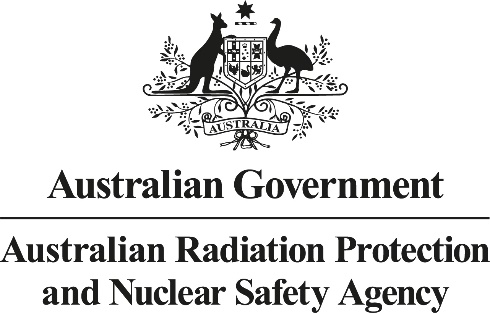 AUSTRALIA
Australian Government
Australian Radiation Protection
and Nuclear Safety Agency